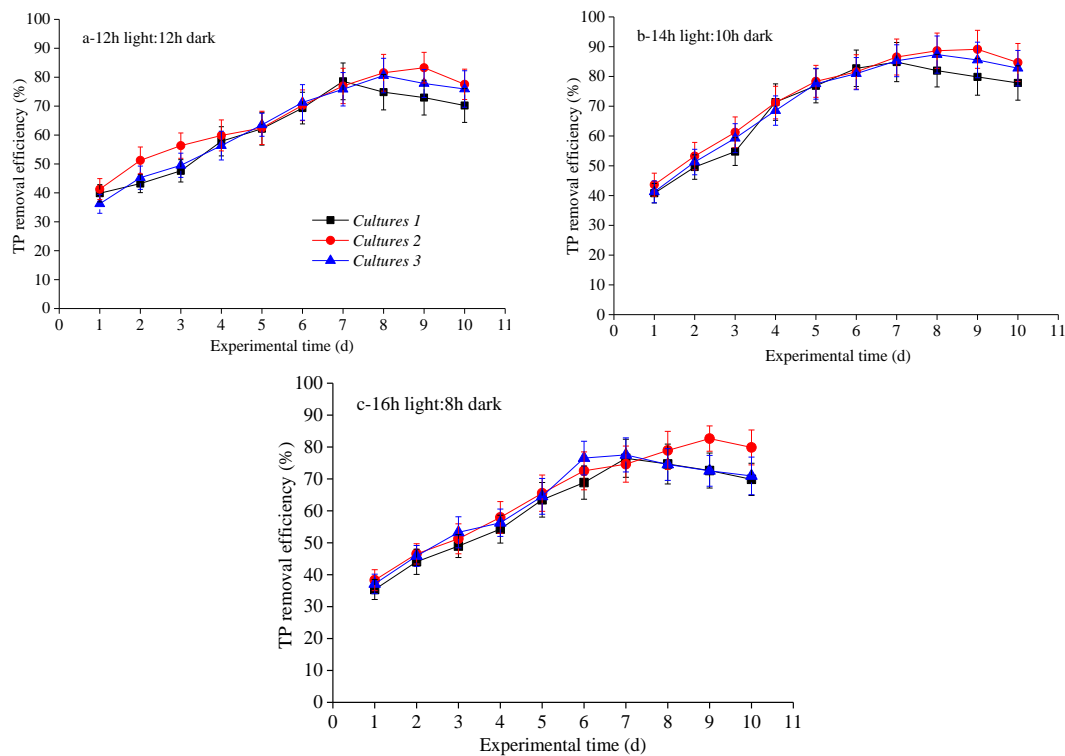 a-12h light:12h dark
TP removal efficiency (%)
100
90
80
70
60
50
40
30
20
10
0
Cultures 1
Cultures 2
Cultures 3
0 1 2 3 4 5 6 7 8 9 10 11
Experimental time (d)
b-14h light:10h dark
TP removal efficiency (%)
100
90
80
70
60
50
40
30
20
10
0
0 1 2 3 4 5 6 7 8 9 10 11
Experimental time (d)
c-16h light:8h dark
TP removal efficiency (%)
100
90
80
70
60
50
40
30
20
10
0
0 1 2 3 4 5 6 7 8 9 10 11
Experimental time (d)